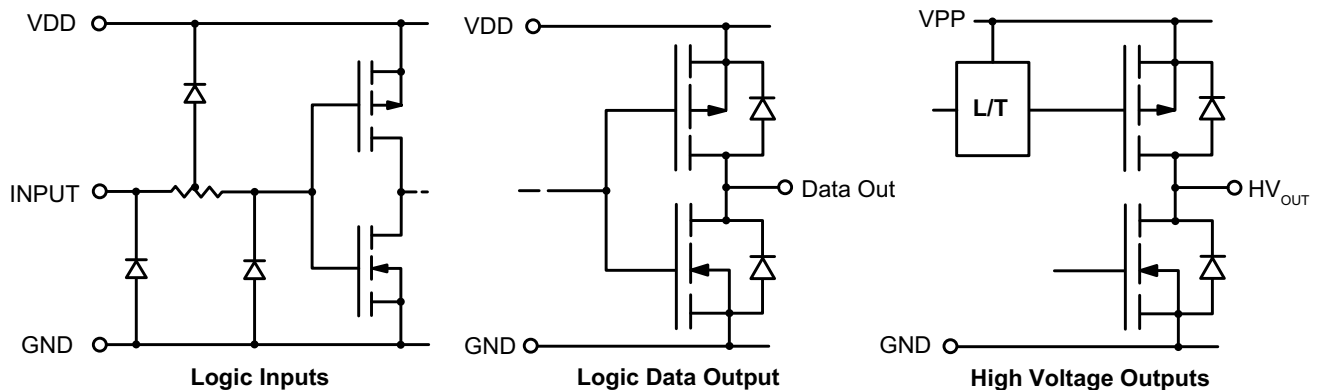 VDD
INPUT
GND
Logic Inputs
VDD
Data Out
GND
Logic Data Output
VPP
L/T
HVOUT
GND
High Voltage Outputs